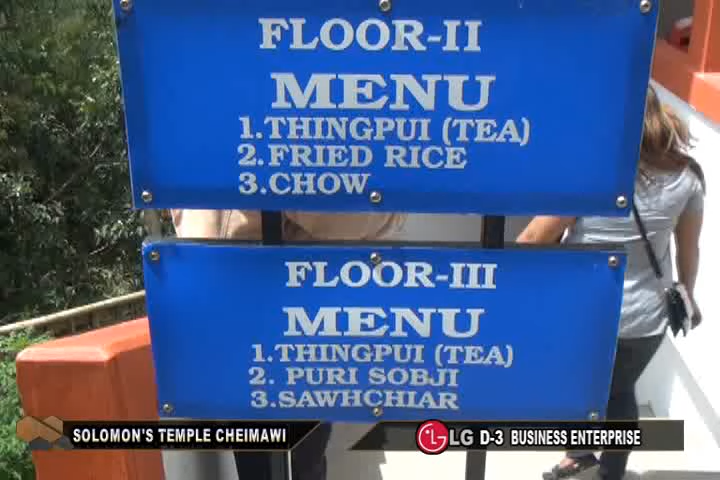 FLOOR-II
MENU
1.THINGPUI (TEA)
2.FRIED RICE
3.CHOW
FLOOR-III
MENU
1.THINGPUI (TEA)
2. PURI SOBJI
3.SAWHCHIAR
SOLOMON'S TEMPLE CHEIMAWI
LG D-3 BUSINESS ENTERPRISE